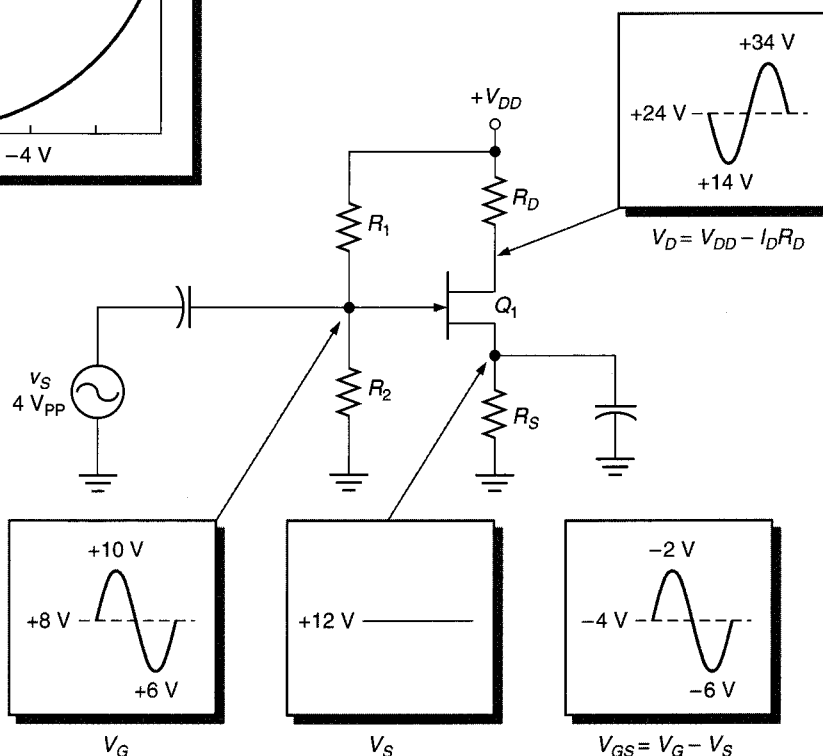 −4 V
+V_DD
R_1
R_D
+34 V
+24 V
+14 V
V_D = V_DD − I_D R_D
Q_1
v_S
4 V_PP
R_2
R_S
+10 V
+8 V
+6 V
V_G
+12 V
V_S
−2 V
−4 V
−6 V
V_GS = V_G − V_S